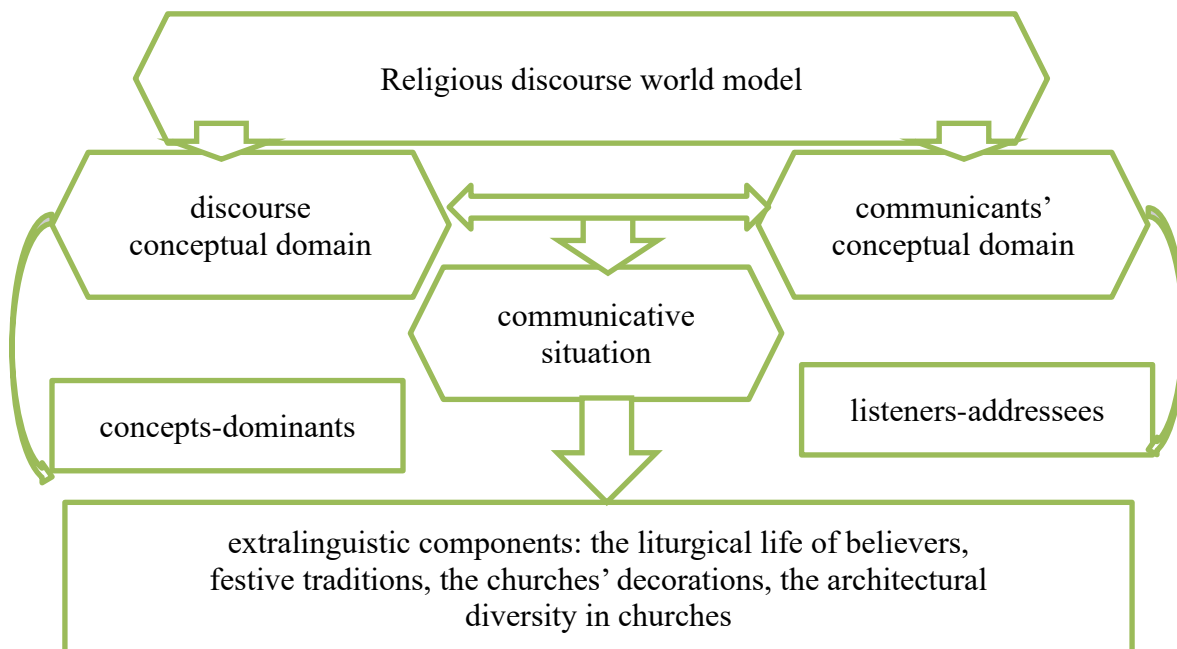 Religious discourse world model
discourse
conceptual domain
communicants’
conceptual domain
communicative
situation
concepts-dominants
listeners-addressees
extralinguistic components: the liturgical life of believers,
festive traditions, the churches’ decorations, the architectural
diversity in churches